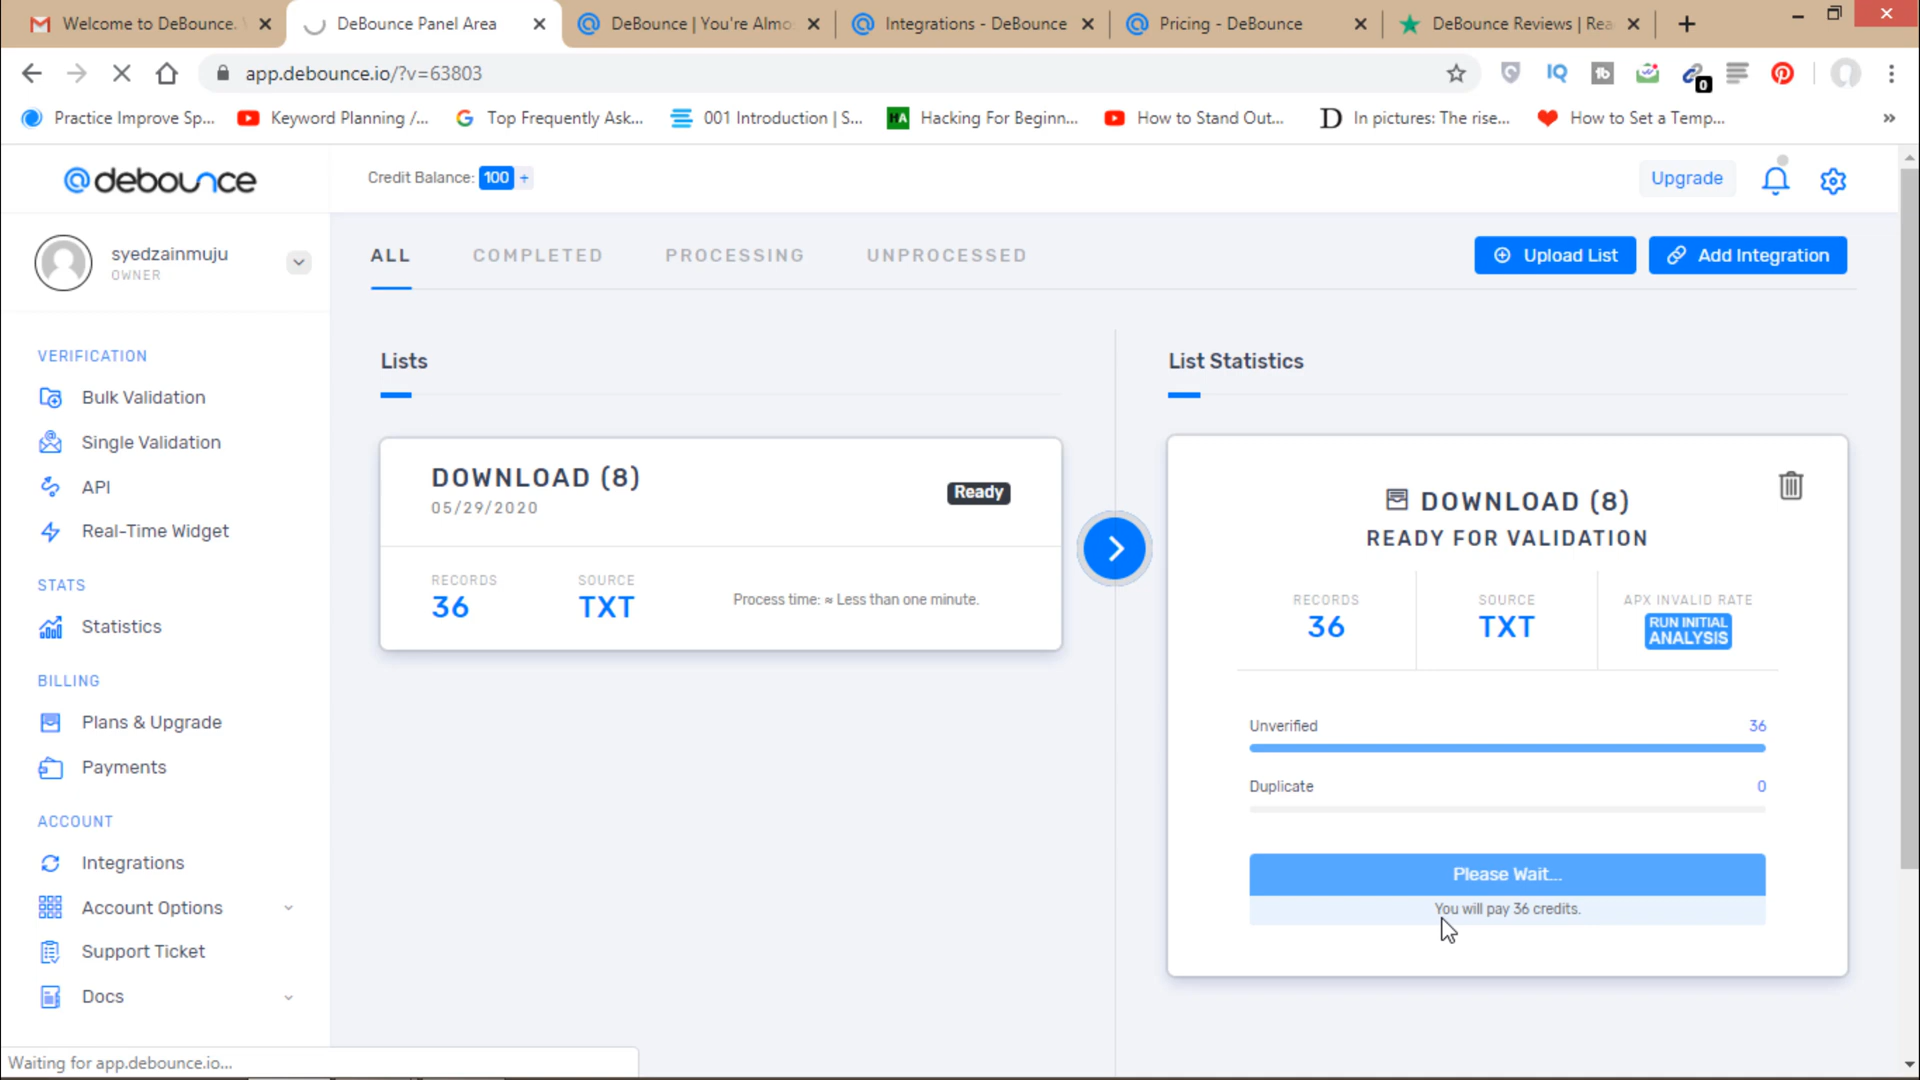 Welcome to DeBounce.
DeBounce Panel Area
DeBounce | You're Almo
Integrations - DeBounce
Pricing - DeBounce
DeBounce Reviews | Rea
app.debounce.io/?v=63803
IQ
tb
0
Practice Improve Sp...
Keyword Planning /...
Top Frequently Ask...
001 Introduction | S...
HA
Hacking For Beginn...
How to Stand Out...
D
In pictures: The rise...
How to Set a Temp...
»
@debounce
Credit Balance: 100 +
Upgrade
syedzainmuju
OWNER
ALL
COMPLETED
PROCESSING
UNPROCESSED
Upload List
Add Integration
VERIFICATION
Bulk Validation
Single Validation
API
Real-Time Widget
STATS
Statistics
BILLING
Plans & Upgrade
Payments
ACCOUNT
Integrations
Account Options
Support Ticket
Docs
Lists
DOWNLOAD (8)
05/29/2020
Ready
RECORDS
36
SOURCE
TXT
Process time: ≈ Less than one minute.
List Statistics
DOWNLOAD (8)
READY FOR VALIDATION
RECORDS
36
SOURCE
TXT
APX INVALID RATE
RUN INITIAL
ANALYSIS
Unverified 36
Duplicate 0
Please Wait...
You will pay 36 credits.
Waiting for app.debounce.io...